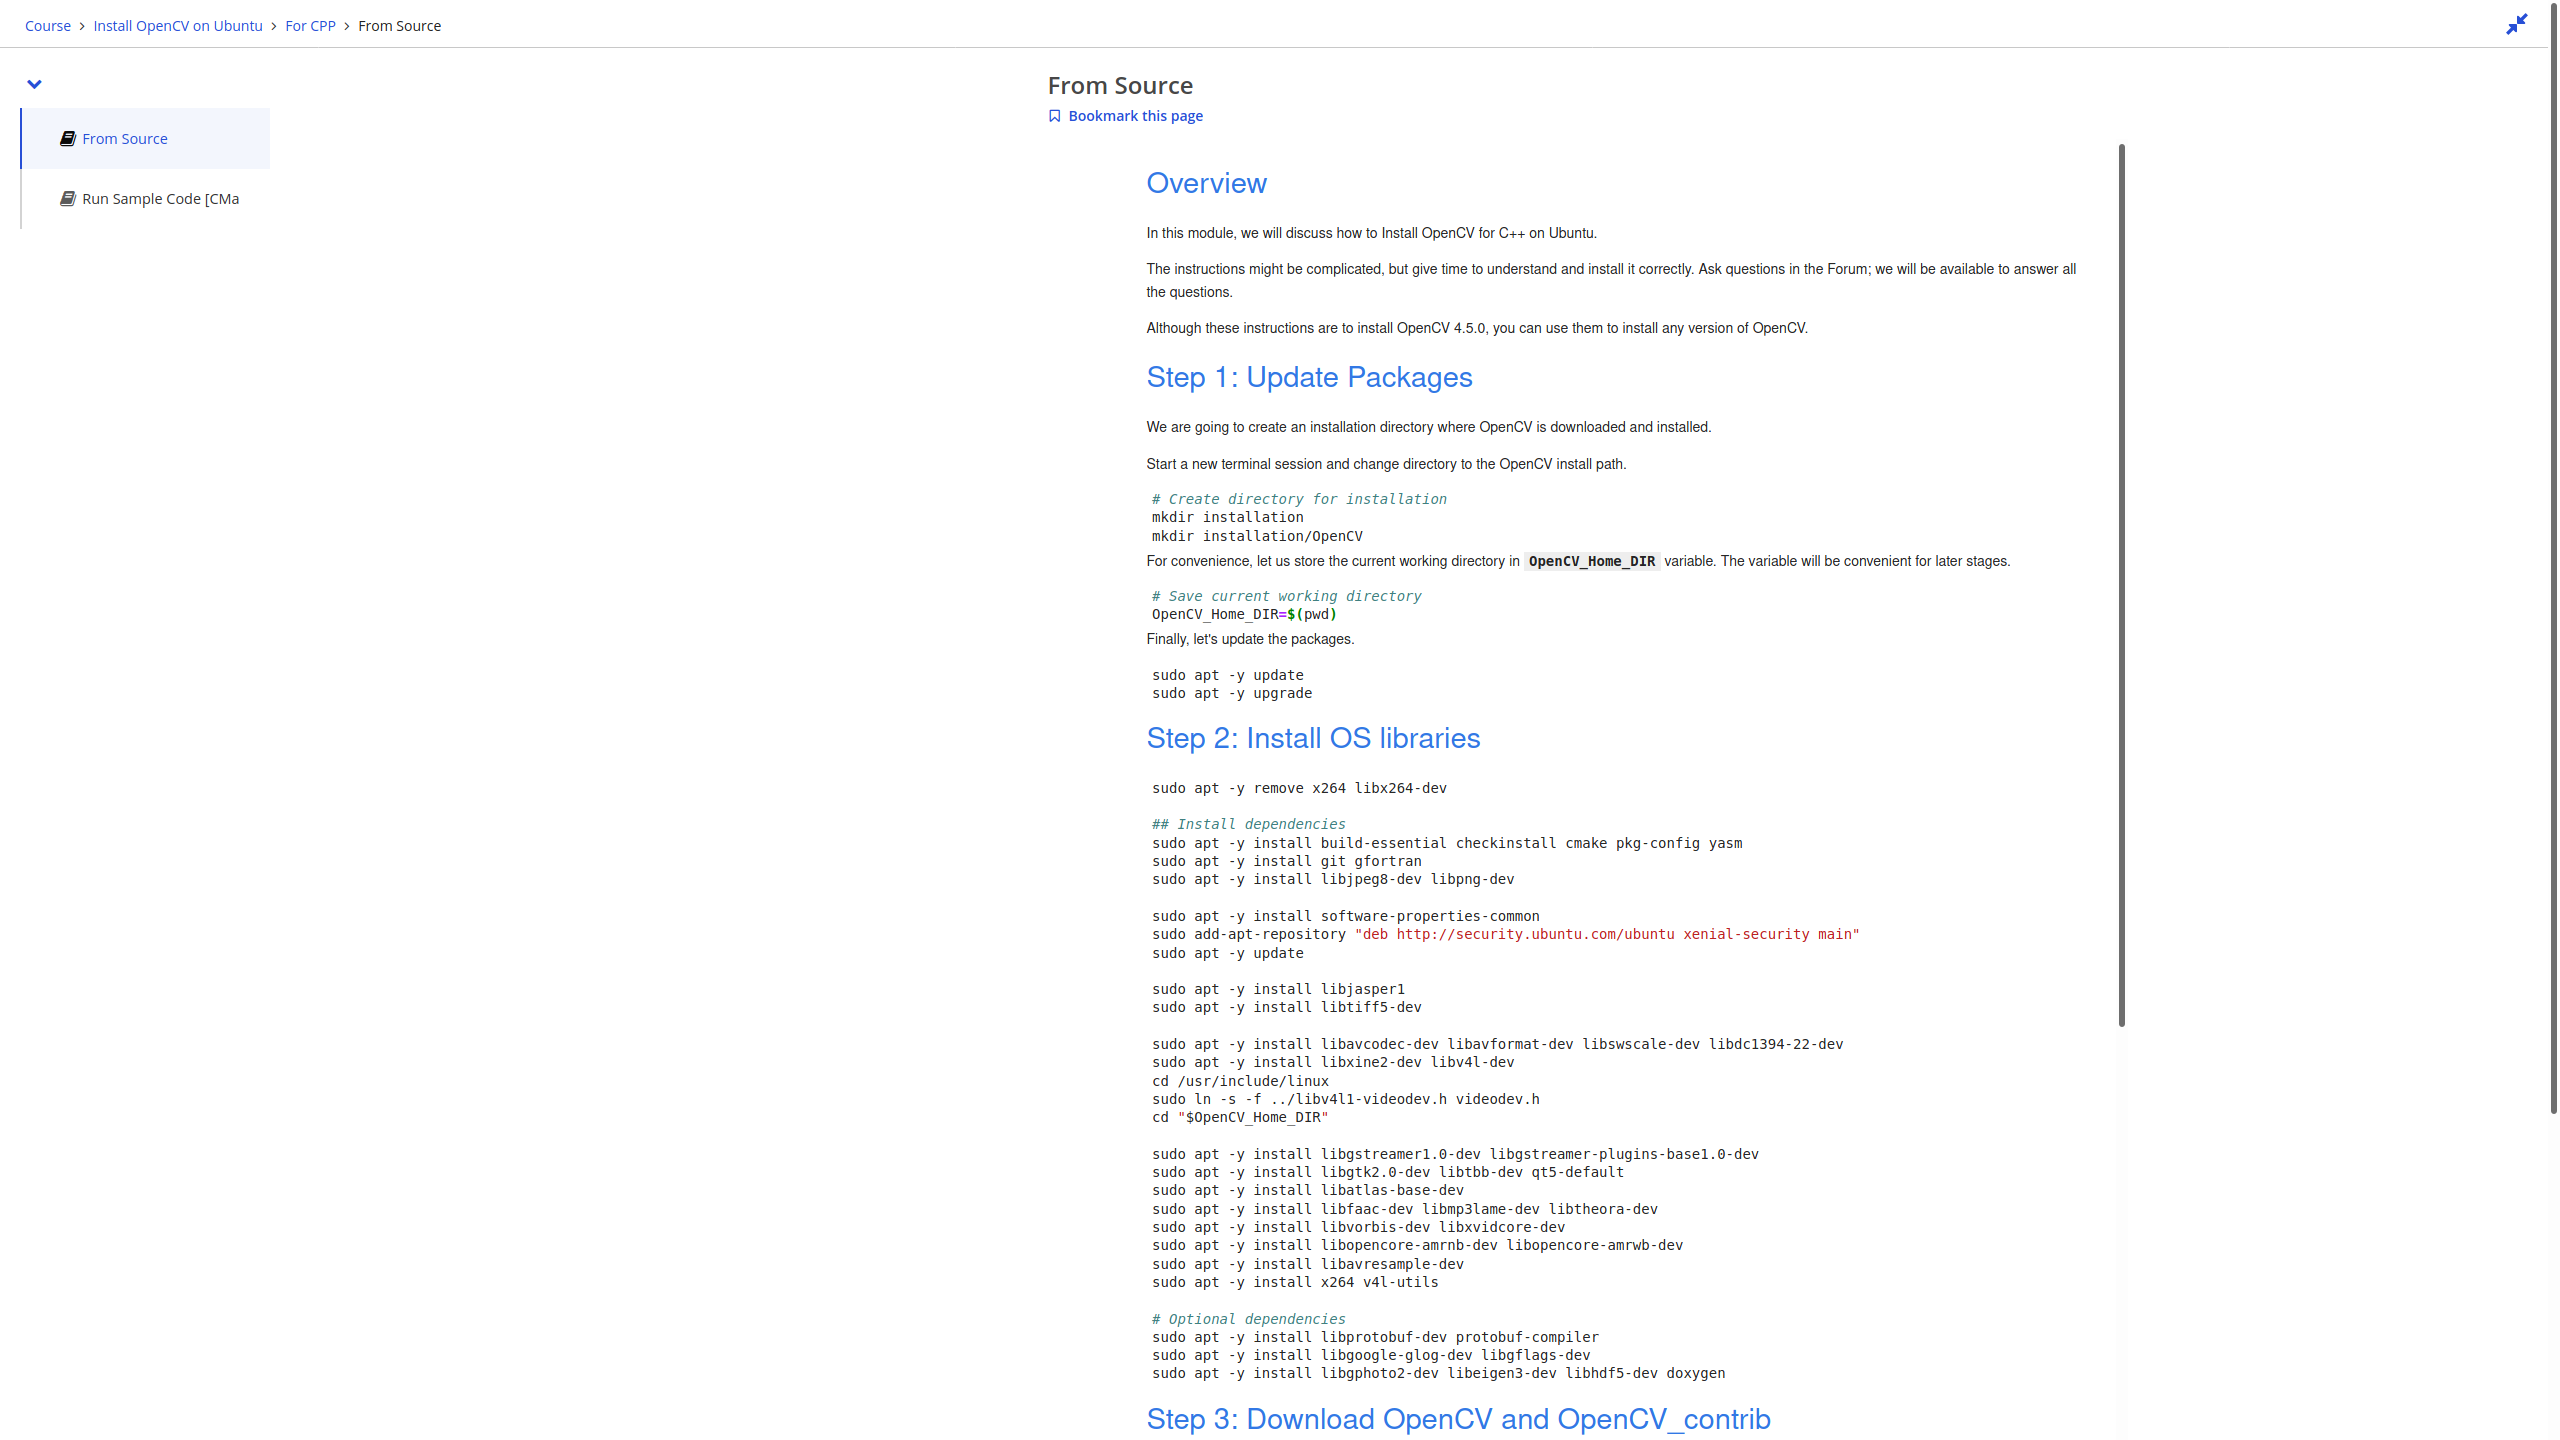 Course > Install OpenCV on Ubuntu > For CPP > From Source
From Source
Run Sample Code [CMa
From Source
Bookmark this page
Overview
In this module, we will discuss how to Install OpenCV for C++ on Ubuntu.
The instructions might be complicated, but give time to understand and install it correctly. Ask questions in the Forum; we will be available to answer all
the questions.
Although these instructions are to install OpenCV 4.5.0, you can use them to install any version of OpenCV.
Step 1: Update Packages
We are going to create an installation directory where OpenCV is downloaded and installed.
Start a new terminal session and change directory to the OpenCV install path.
# Create directory for installation
mkdir installation
mkdir installation/OpenCV
For convenience, let us store the current working directory in OpenCV_Home_DIR variable. The variable will be convenient for later stages.
# Save current working directory
OpenCV_Home_DIR=$(pwd)
Finally, let's update the packages.
sudo apt -y update
sudo apt -y upgrade
Step 2: Install OS libraries
sudo apt -y remove x264 libx264-dev
## Install dependencies
sudo apt -y install build-essential checkinstall cmake pkg-config yasm
sudo apt -y install git gfortran
sudo apt -y install libjpeg8-dev libpng-dev
sudo apt -y install software-properties-common
sudo add-apt-repository "deb http://security.ubuntu.com/ubuntu xenial-security main"
sudo apt -y update
sudo apt -y install libjasper1
sudo apt -y install libtiff5-dev
sudo apt -y install libavcodec-dev libavformat-dev libswscale-dev libdc1394-22-dev
sudo apt -y install libxine2-dev libv4l-dev
cd /usr/include/linux
sudo ln -s -f ../libv4l1-videodev.h videodev.h
cd "$OpenCV_Home_DIR"
sudo apt -y install libgstreamer1.0-dev libgstreamer-plugins-base1.0-dev
sudo apt -y install libgtk2.0-dev libtbb-dev qt5-default
sudo apt -y install libatlas-base-dev
sudo apt -y install libfaac-dev libmp3lame-dev libtheora-dev
sudo apt -y install libvorbis-dev libxvidcore-dev
sudo apt -y install libopencore-amrnb-dev libopencore-amrwb-dev
sudo apt -y install libavresample-dev
sudo apt -y install x264 v4l-utils
# Optional dependencies
sudo apt -y install libprotobuf-dev protobuf-compiler
sudo apt -y install libgoogle-glog-dev libgflags-dev
sudo apt -y install libgphoto2-dev libeigen3-dev libhdf5-dev doxygen
Step 3: Download OpenCV and OpenCV_contrib